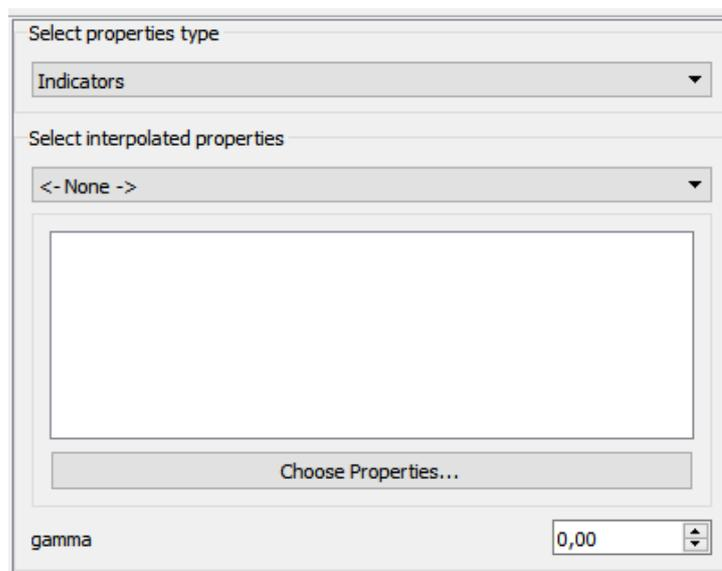 Select properties type
Indicators
Select interpolated properties
<- None ->
Choose Properties...
gamma
0,00